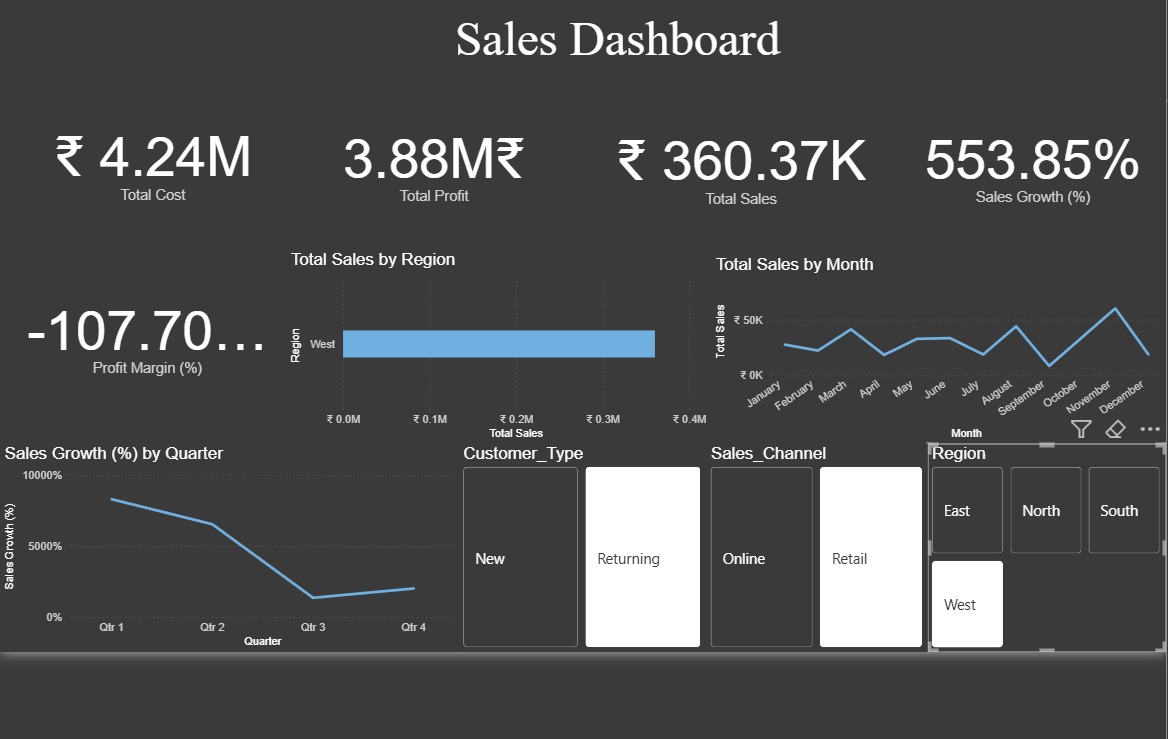 Sales Dashboard
₹ 4.24M
Total Cost
3.88M₹
Total Profit
₹ 360.37K
Total Sales
553.85%
Sales Growth (%)
-107.70...
Profit Margin (%)
Total Sales by Region
Region
West
₹ 0.0M ₹ 0.1M ₹ 0.2M ₹ 0.3M ₹ 0.4M
Total Sales
Total Sales by Month
Total Sales
₹ 50K
₹ 0K
January February March April May June July August September October November December
Month
Sales Growth (%) by Quarter
Sales Growth (%)
10000%
5000%
0%
Qtr 1 Qtr 2 Qtr 3 Qtr 4
Quarter
Customer_Type
New Returning
Sales_Channel
Online Retail
Region
East North South
West